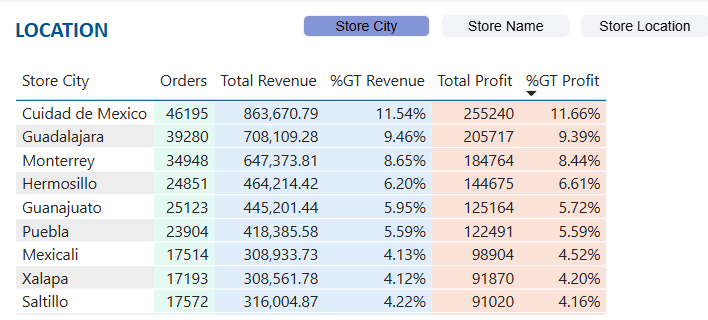 LOCATION Store City Store Name Store Location
Store City Orders Total Revenue %GT Revenue Total Profit %GT Profit
Cuidad de Mexico 46195 863,670.79 11.54% 255240 11.66%
Guadalajara 39280 708,109.28 9.46% 205717 9.39%
Monterrey 34948 647,373.81 8.65% 184764 8.44%
Hermosillo 24851 464,214.42 6.20% 144675 6.61%
Guanajuato 25123 445,201.44 5.95% 125164 5.72%
Puebla 23904 418,385.58 5.59% 122491 5.59%
Mexicali 17514 308,933.73 4.13% 98904 4.52%
Xalapa 17193 308,561.78 4.12% 91870 4.20%
Saltillo 17572 316,004.87 4.22% 91020 4.16%